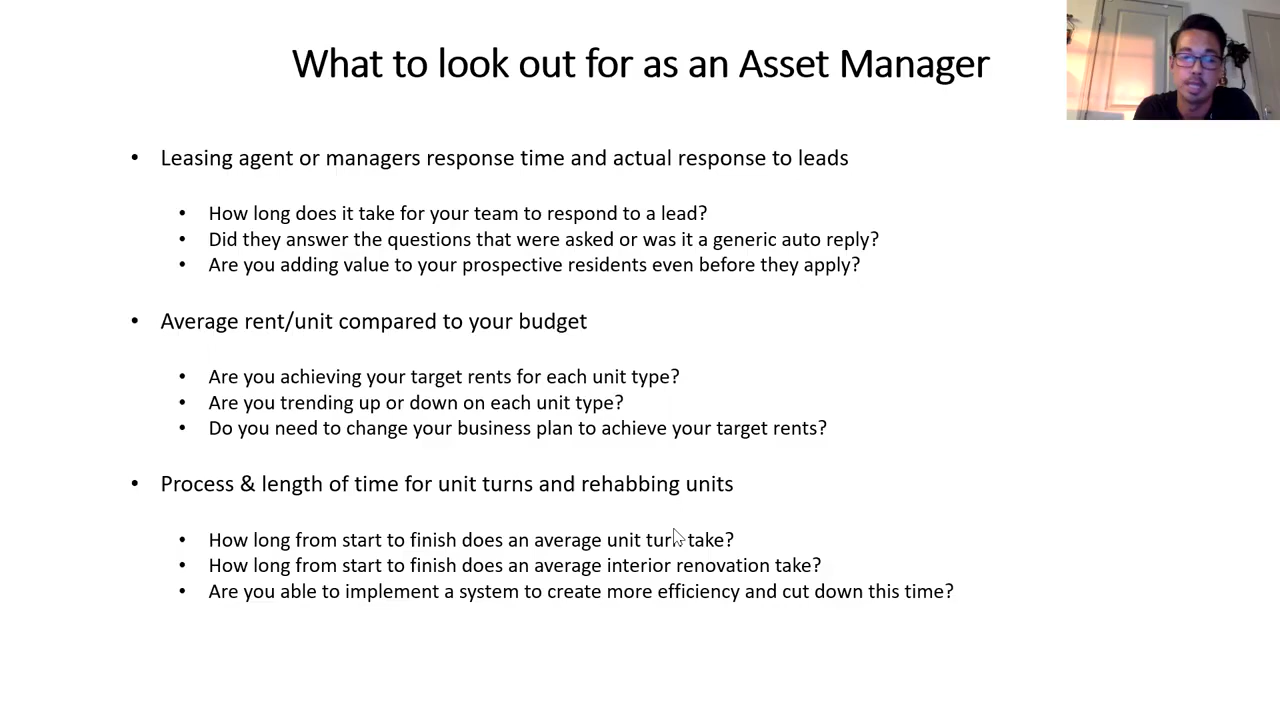 What to look out for as an Asset Manager
• Leasing agent or managers response time and actual response to leads
• How long does it take for your team to respond to a lead?
• Did they answer the questions that were asked or was it a generic auto reply?
• Are you adding value to your prospective residents even before they apply?
• Average rent/unit compared to your budget
• Are you achieving your target rents for each unit type?
• Are you trending up or down on each unit type?
• Do you need to change your business plan to achieve your target rents?
• Process & length of time for unit turns and rehabbing units
• How long from start to finish does an average unit turn take?
• How long from start to finish does an average interior renovation take?
• Are you able to implement a system to create more efficiency and cut down this time?